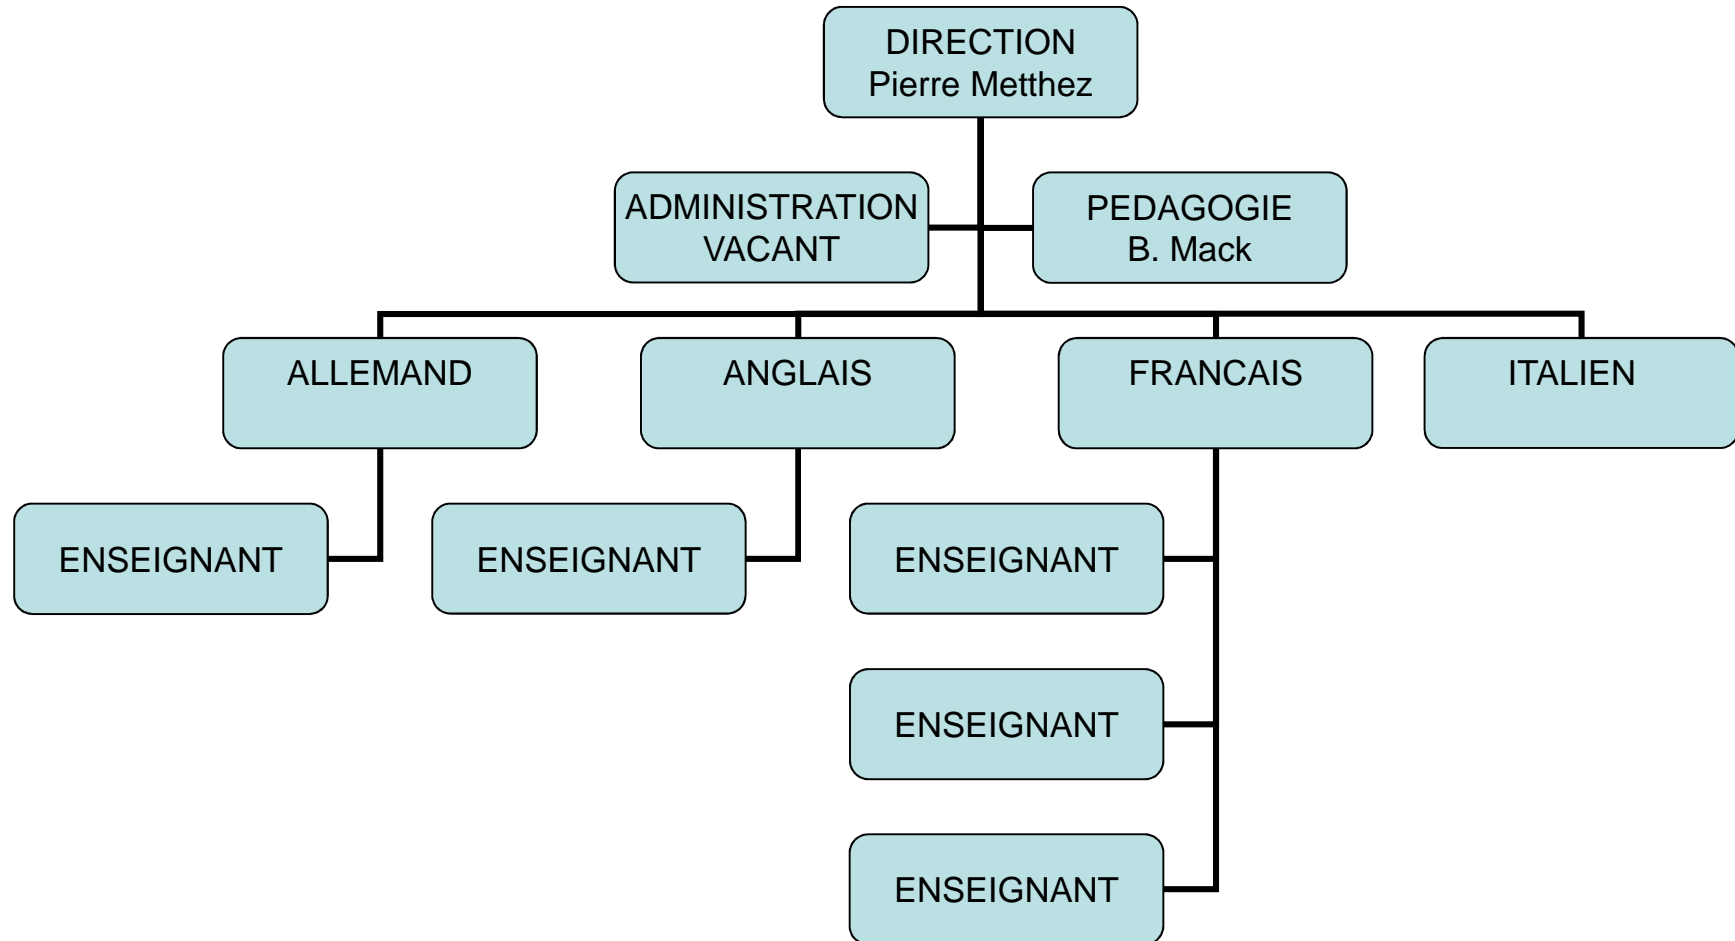 DIRECTION
Pierre Metthez
ADMINISTRATION
VACANT
PEDAGOGIE
B. Mack
ALLEMAND
ANGLAIS
FRANCAIS
ITALIEN
ENSEIGNANT
ENSEIGNANT
ENSEIGNANT
ENSEIGNANT
ENSEIGNANT